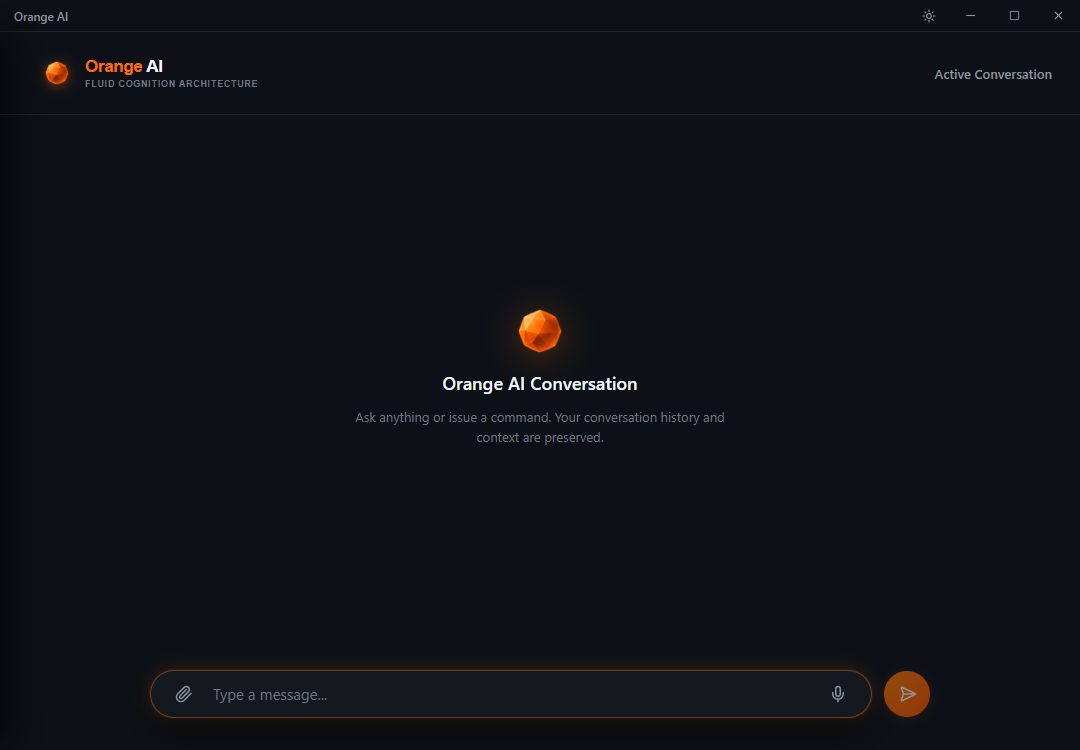 Orange AI
Orange AI
FLUID COGNITION ARCHITECTURE
Active Conversation
Orange AI Conversation
Ask anything or issue a command. Your conversation history and
context are preserved.
Type a message...